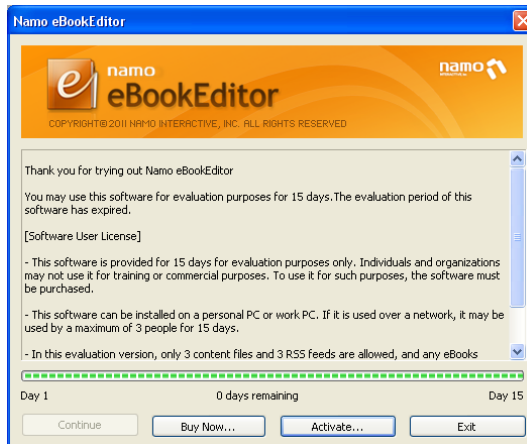 Namo eBookEditor
namo
eBookEditor
namo
COPYRIGHT©2011 NAMO INTERACTIVE, INC. ALL RIGHTS RESERVED
Thank you for trying out Namo eBookEditor
You may use this software for evaluation purposes for 15 days.The evaluation period of this
software has expired.
[Software User License]
- This software is provided for 15 days for evaluation purposes only. Individuals and organizations
may not use it for training or commercial purposes. To use it for such purposes, the software must
be purchased.
- This software can be installed on a personal PC or work PC. If it is used over a network, it may be
used by a maximum of 3 people for 15 days.
- In this evaluation version, only 3 content files and 3 RSS feeds are allowed, and any eBooks
Day 1 0 days remaining Day 15
Continue Buy Now... Activate... Exit